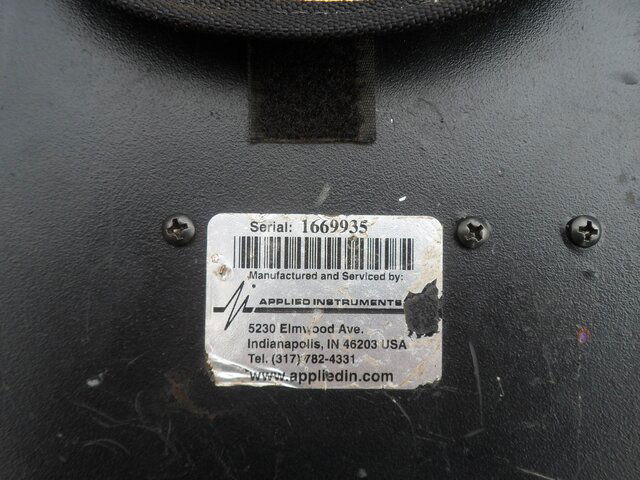 Serial: 1669935
Manufactured and Serviced by:
APPLIED INSTRUMENTS
5230 Elmwood Ave.
Indianapolis, IN 46203 USA
Tel. (317) 782-4331
www.appliedin.com